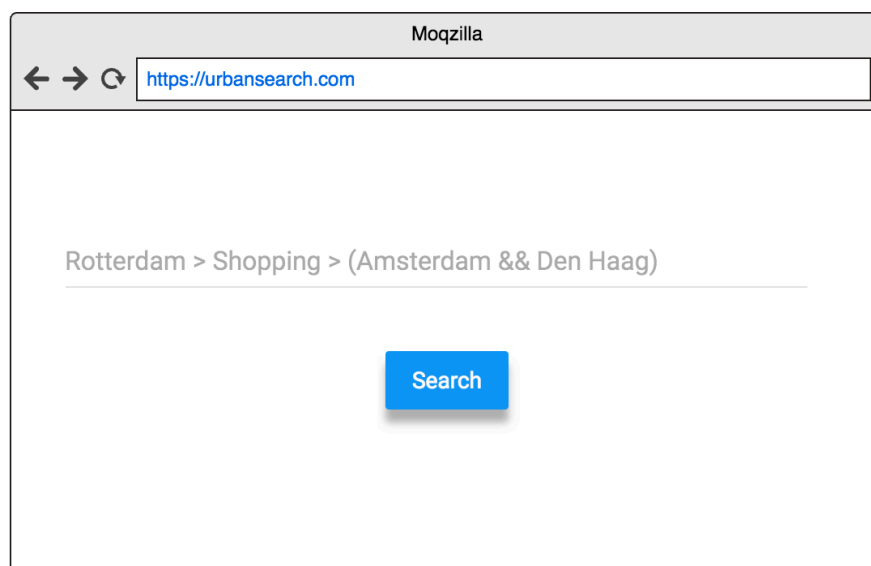 Moqzilla
https://urbansearch.com
Rotterdam > Shopping > (Amsterdam && Den Haag)
Search